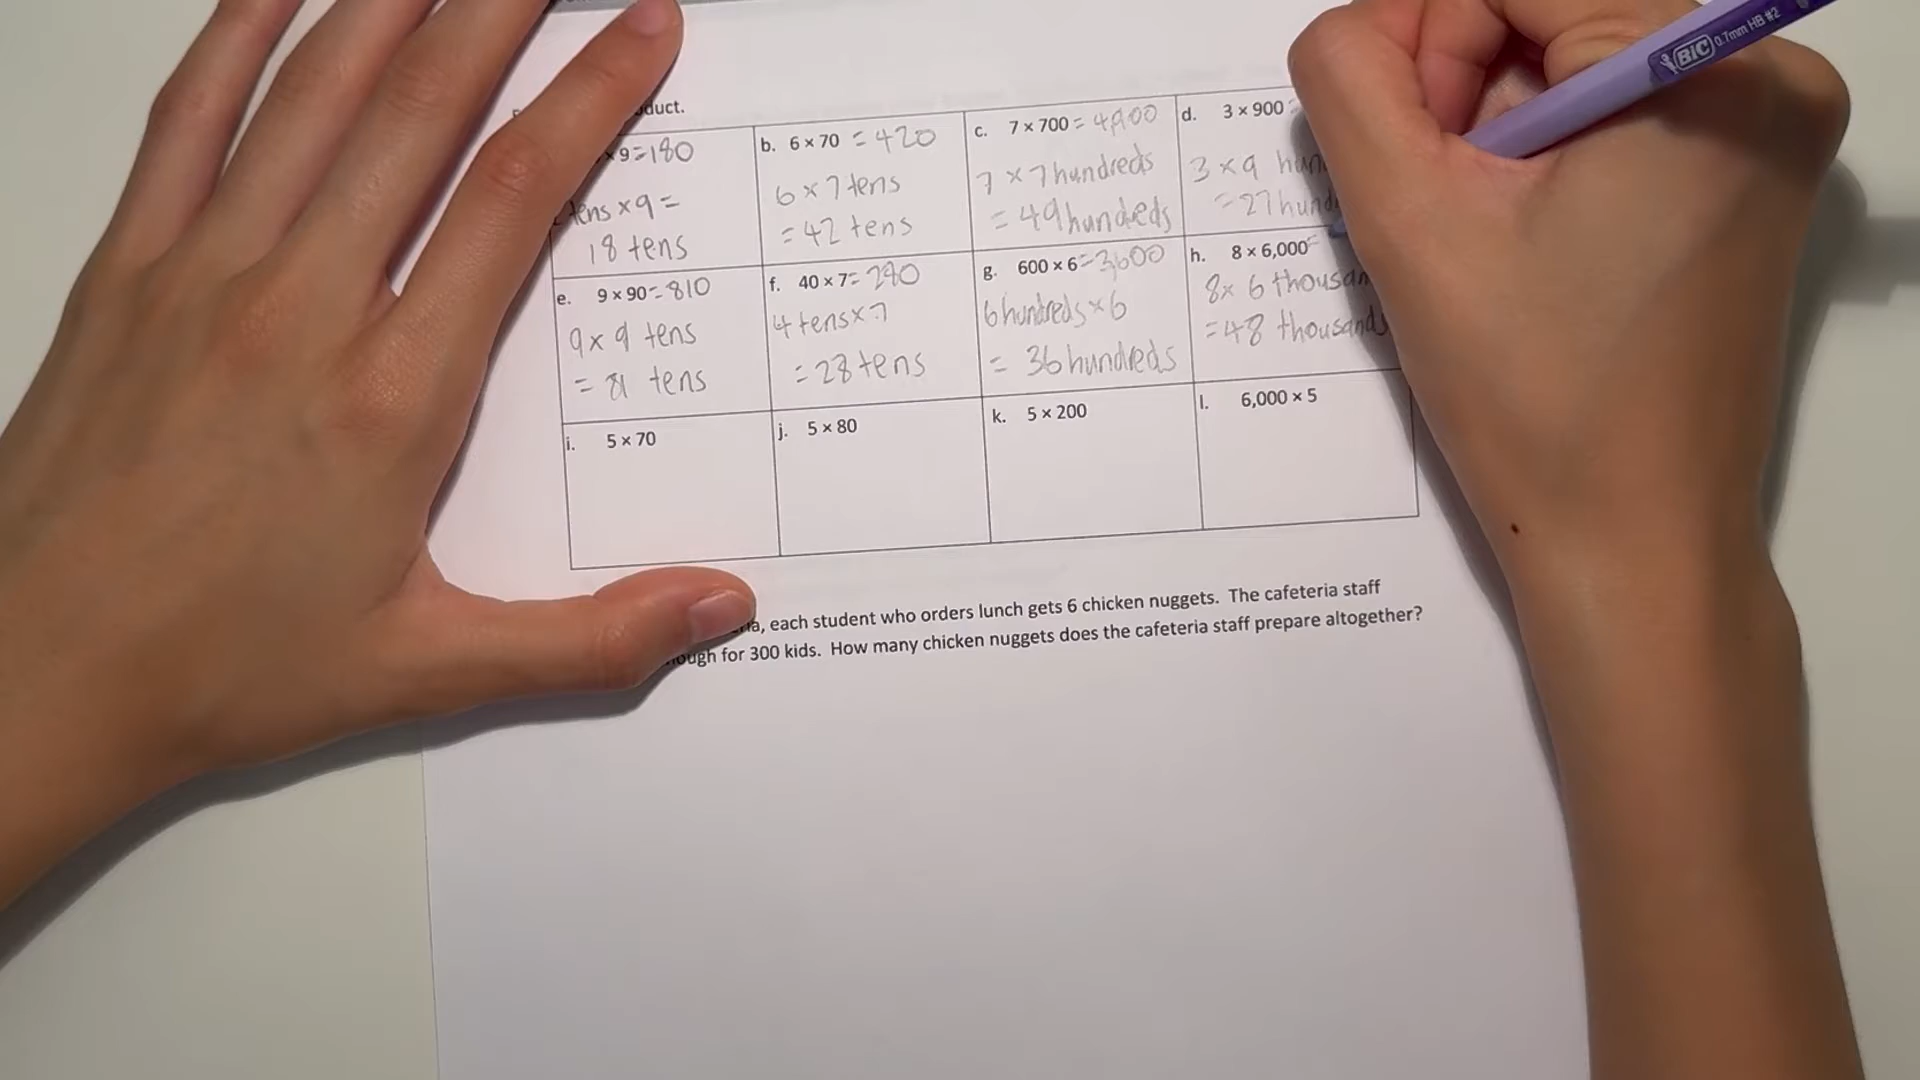 duct.
×9=180
tens×9=
18 tens
b. 6 × 70 = 420
6 × 7 tens
= 42 tens
c. 7 × 700 = 4,900
7 × 7 hundreds
= 49 hundreds
d. 3 × 900
3 × 9
= 27
e. 9 × 90 = 810
9 × 9 tens
= 81 tens
f. 40 × 7 = 280
4 tens × 7
= 28 tens
g. 600 × 6 = 3,600
6 hundreds × 6
= 36 hundreds
h. 8 × 6,000 =
8 × 6 thousan
= 48 thousands
i. 5 × 70
j. 5 × 80
k. 5 × 200
l. 6,000 × 5
each student who orders lunch gets 6 chicken nuggets. The cafeteria staff
for 300 kids. How many chicken nuggets does the cafeteria staff prepare altogether?
BIC 0.7mm HB #2